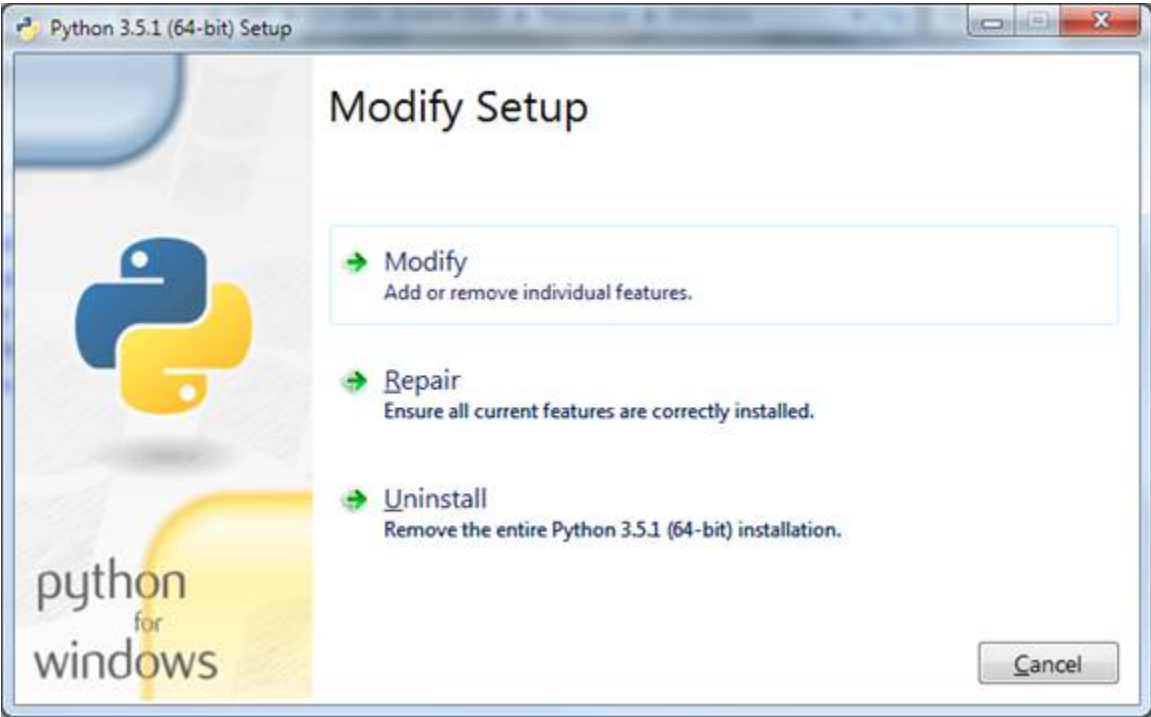 Python 3.5.1 (64-bit) Setup
Modify Setup
Modify
Add or remove individual features.
Repair
Ensure all current features are correctly installed.
Uninstall
Remove the entire Python 3.5.1 (64-bit) installation.
python
for
windows
Cancel